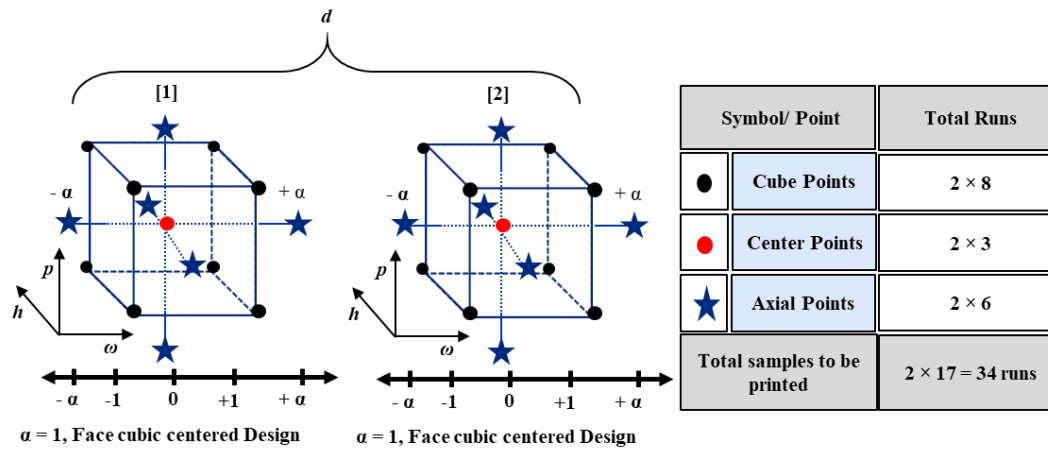 d
[1] [2]
- α + α - α + α
p p
h h
ω ω
- α -1 0 +1 + α
- α -1 0 +1 + α
α = 1, Face cubic centered Design
α = 1, Face cubic centered Design
Symbol/ Point Total Runs
Cube Points 2 × 8
Center Points 2 × 3
Axial Points 2 × 6
Total samples to be
printed
2 × 17 = 34 runs